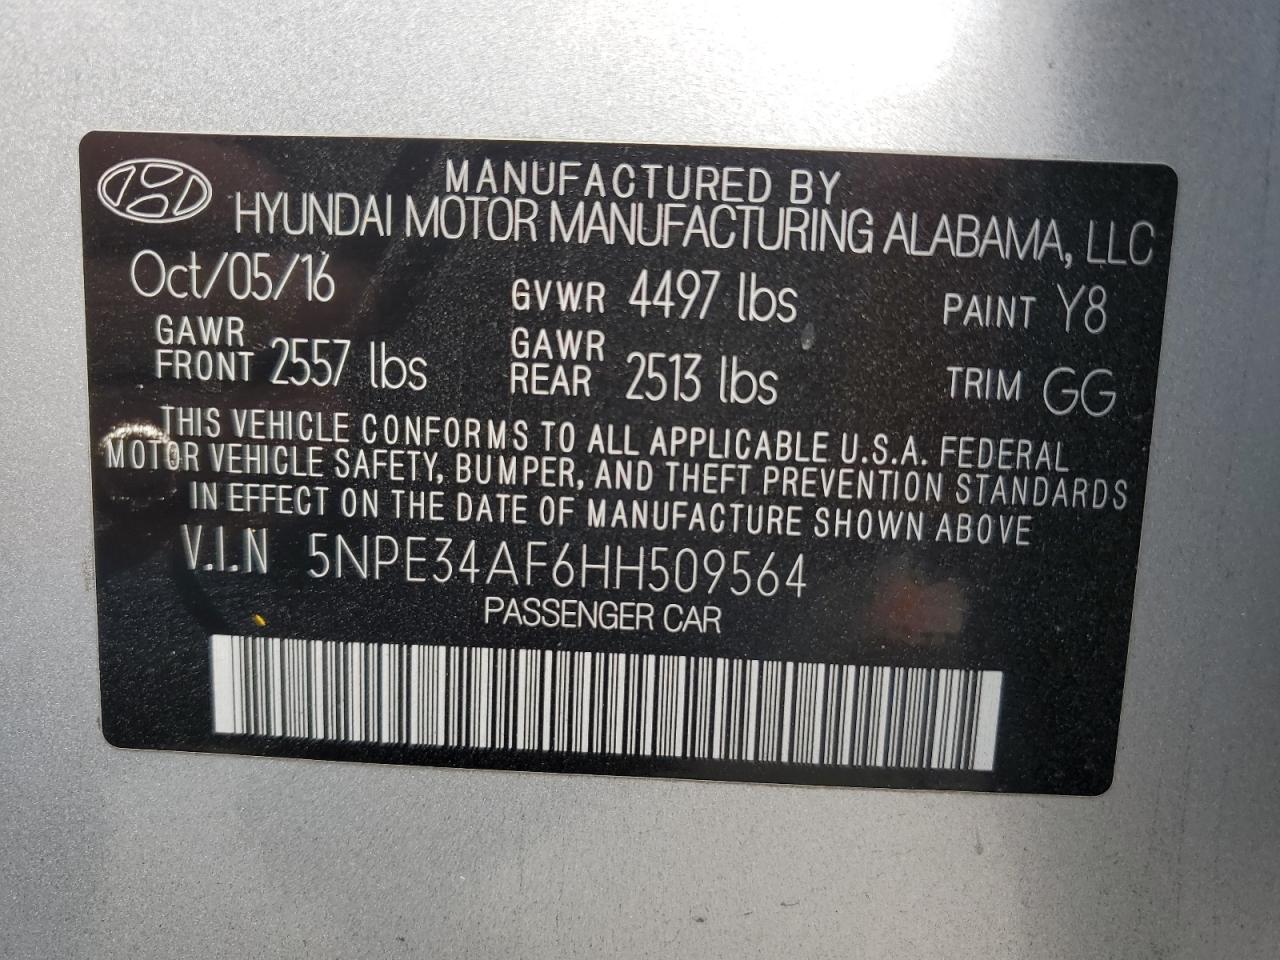 MANUFACTURED BY
HYUNDAI MOTOR MANUFACTURING ALABAMA, LLC
Oct/05/16 GVWR 4497 lbs PAINT Y8
GAWR FRONT 2557 lbs GAWR REAR 2513 lbs TRIM GG
THIS VEHICLE CONFORMS TO ALL APPLICABLE U.S.A. FEDERAL
MOTOR VEHICLE SAFETY, BUMPER, AND THEFT PREVENTION STANDARDS
IN EFFECT ON THE DATE OF MANUFACTURE SHOWN ABOVE
V.I.N 5NPE34AF6HH509564
PASSENGER CAR